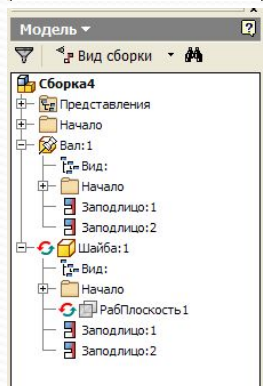 Модель
Вид сборки
Сборка4
Представления
Начало
Вал:1
Вид:
Начало
Заподлицо:1
Заподлицо:2
Шайба:1
Вид:
Начало
РабПлоскость1
Заподлицо:1
Заподлицо:2